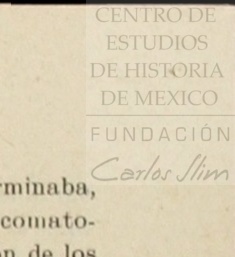 CENTRO DE
ESTUDIOS
DE HISTORIA
DE MEXICO
FUNDACIÓN
Carlos Slim
rminaba,
comato-
n de los